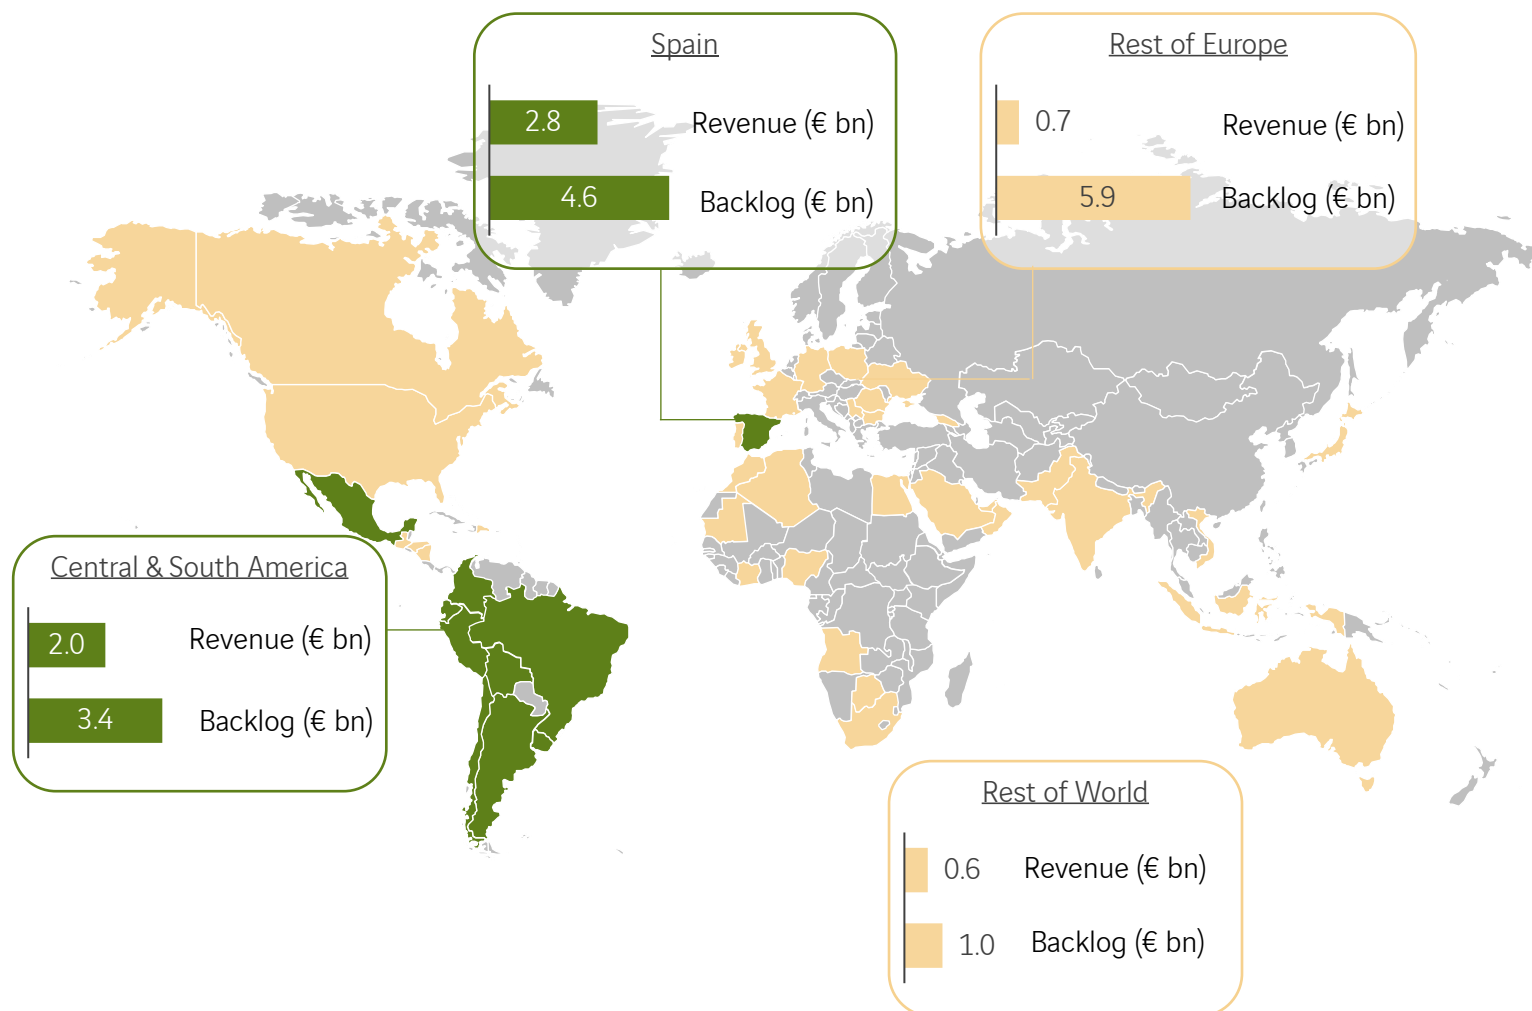 Spain
2.8
Revenue (€ bn)
4.6
Backlog (€ bn)
Rest of Europe
0.7
Revenue (€ bn)
5.9
Backlog (€ bn)
Central & South America
2.0
Revenue (€ bn)
3.4
Backlog (€ bn)
Rest of World
0.6
Revenue (€ bn)
1.0
Backlog (€ bn)